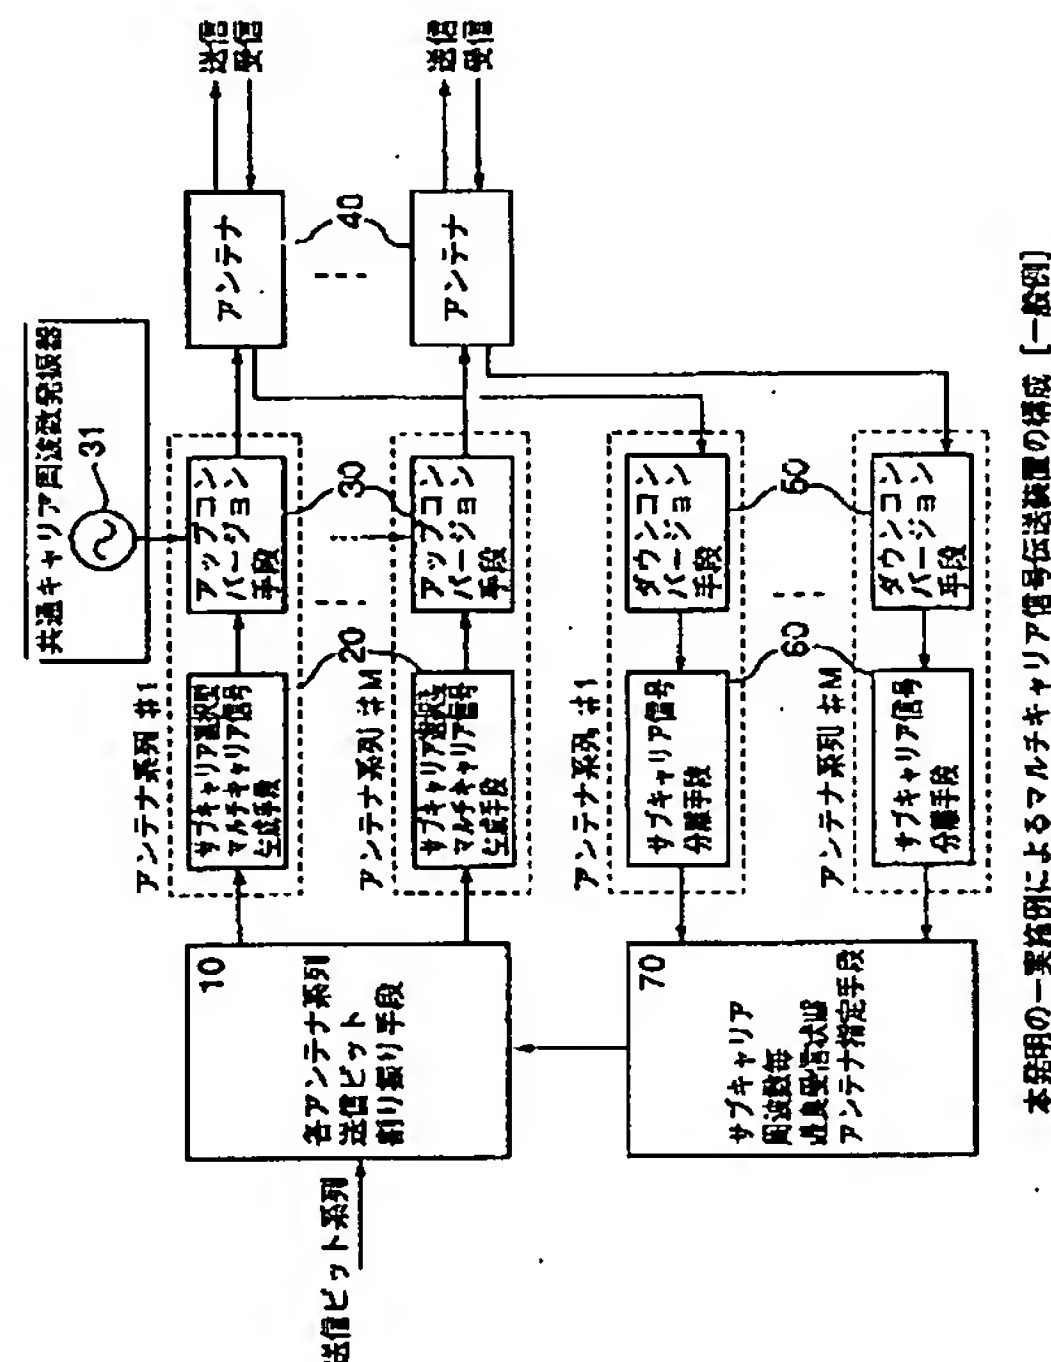 共通キャリア周波数発振器
31
送信
受信
送信
受信
アンテナ
40
アンテナ
アンテナ系列 #1
アップコン
バージョン
手段
30
サブキャリア選択型
マルチキャリア信号
生成手段
20
アンテナ系列 #M
アップコン
バージョン
手段
サブキャリア選択型
マルチキャリア信号
生成手段
送信ビット系列
10
各アンテナ系列
送信ビット
割り振り手段
アンテナ系列 #1
ダウンコン
バージョン
手段
50
サブキャリア信号
分離手段
60
アンテナ系列 #M
ダウンコン
バージョン
手段
サブキャリア信号
分離手段
70
サブキャリア
周波数毎
最良受信状態
アンテナ指定手段
本発明の一実施例によるマルチキャリア信号伝送装置の構成 [一般例]